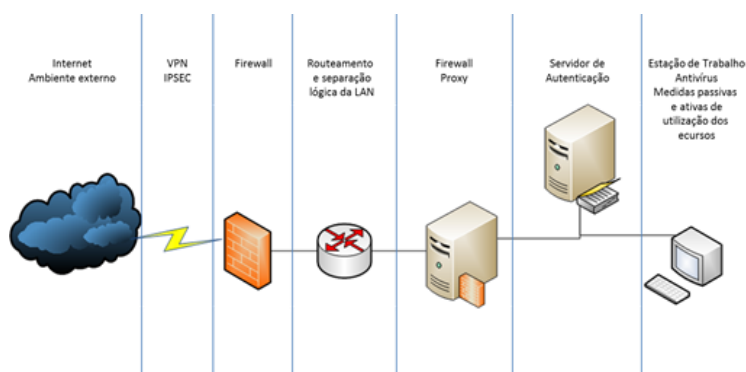 Internet
Ambiente externo
VPN
IPSEC
Firewall
Routeamento
e separação
lógica da LAN
Firewall
Proxy
Servidor de
Autenticação
Estação de Trabalho
Antivírus
Medidas passivas
e ativas de
utilização dos
ecursos